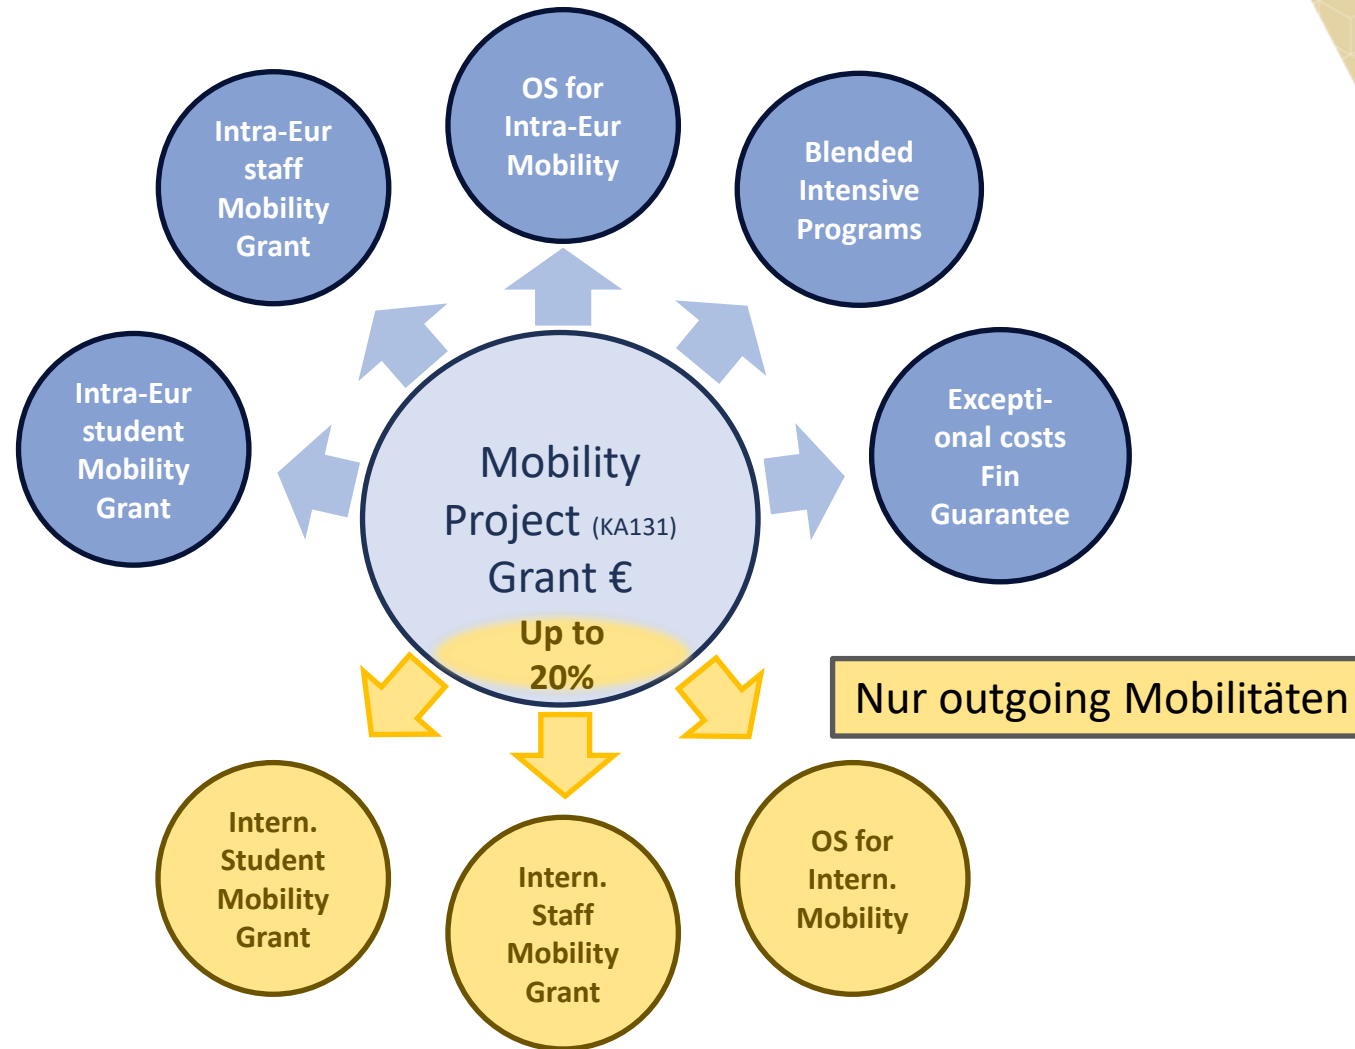 OS for
Intra-Eur
Mobility
Intra-Eur
staff
Mobility
Grant
Blended
Intensive
Programs
Intra-Eur
student
Mobility
Grant
Excepti-
onal costs
Fin
Guarantee
Mobility
Project (KA131)
Grant €
Up to
20%
Nur outgoing Mobilitäten
Intern.
Student
Mobility
Grant
Intern.
Staff
Mobility
Grant
OS for
Intern.
Mobility